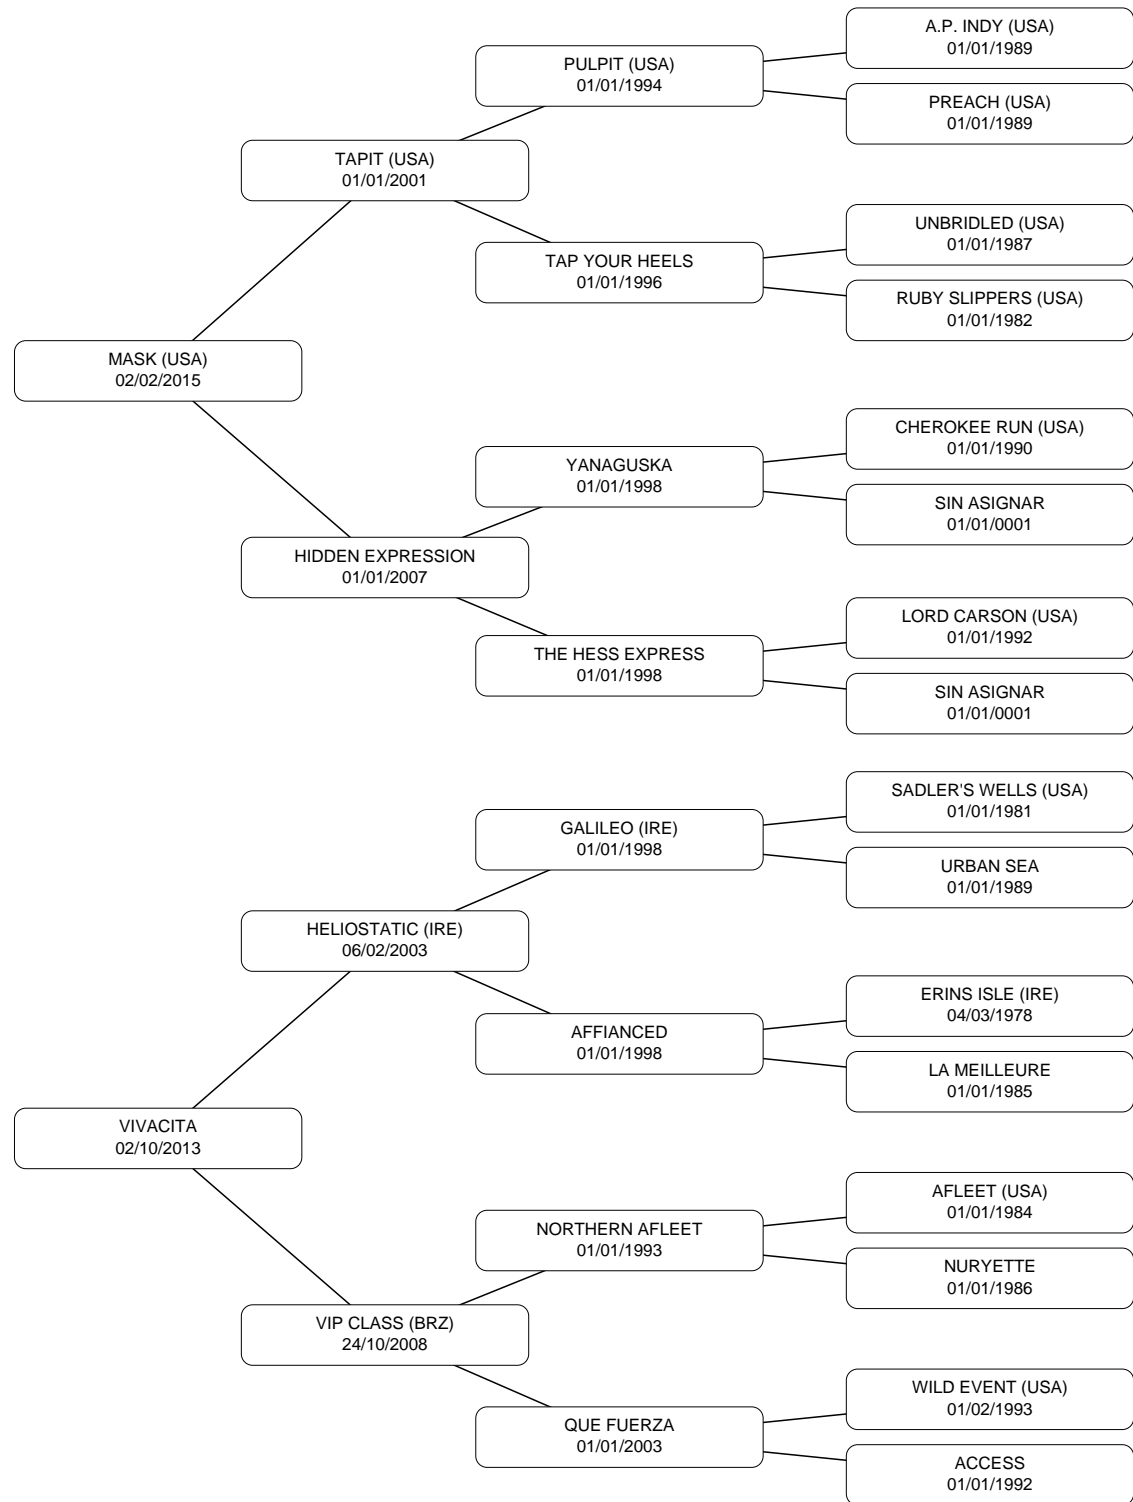 A.P. INDY (USA)
01/01/1989
PULPIT (USA)
01/01/1994
PREACH (USA)
01/01/1989
TAPIT (USA)
01/01/2001
UNBRIDLED (USA)
01/01/1987
TAP YOUR HEELS
01/01/1996
RUBY SLIPPERS (USA)
01/01/1982
MASK (USA)
02/02/2015
CHEROKEE RUN (USA)
01/01/1990
YANAGUSKA
01/01/1998
SIN ASIGNAR
01/01/0001
HIDDEN EXPRESSION
01/01/2007
LORD CARSON (USA)
01/01/1992
THE HESS EXPRESS
01/01/1998
SIN ASIGNAR
01/01/0001
SADLER'S WELLS (USA)
01/01/1981
GALILEO (IRE)
01/01/1998
URBAN SEA
01/01/1989
HELIOSTATIC (IRE)
06/02/2003
ERINS ISLE (IRE)
04/03/1978
AFFIANCED
01/01/1998
LA MEILLEURE
01/01/1985
VIVACITA
02/10/2013
AFLEET (USA)
01/01/1984
NORTHERN AFLEET
01/01/1993
NURYETTE
01/01/1986
VIP CLASS (BRZ)
24/10/2008
WILD EVENT (USA)
01/02/1993
QUE FUERZA
01/01/2003
ACCESS
01/01/1992